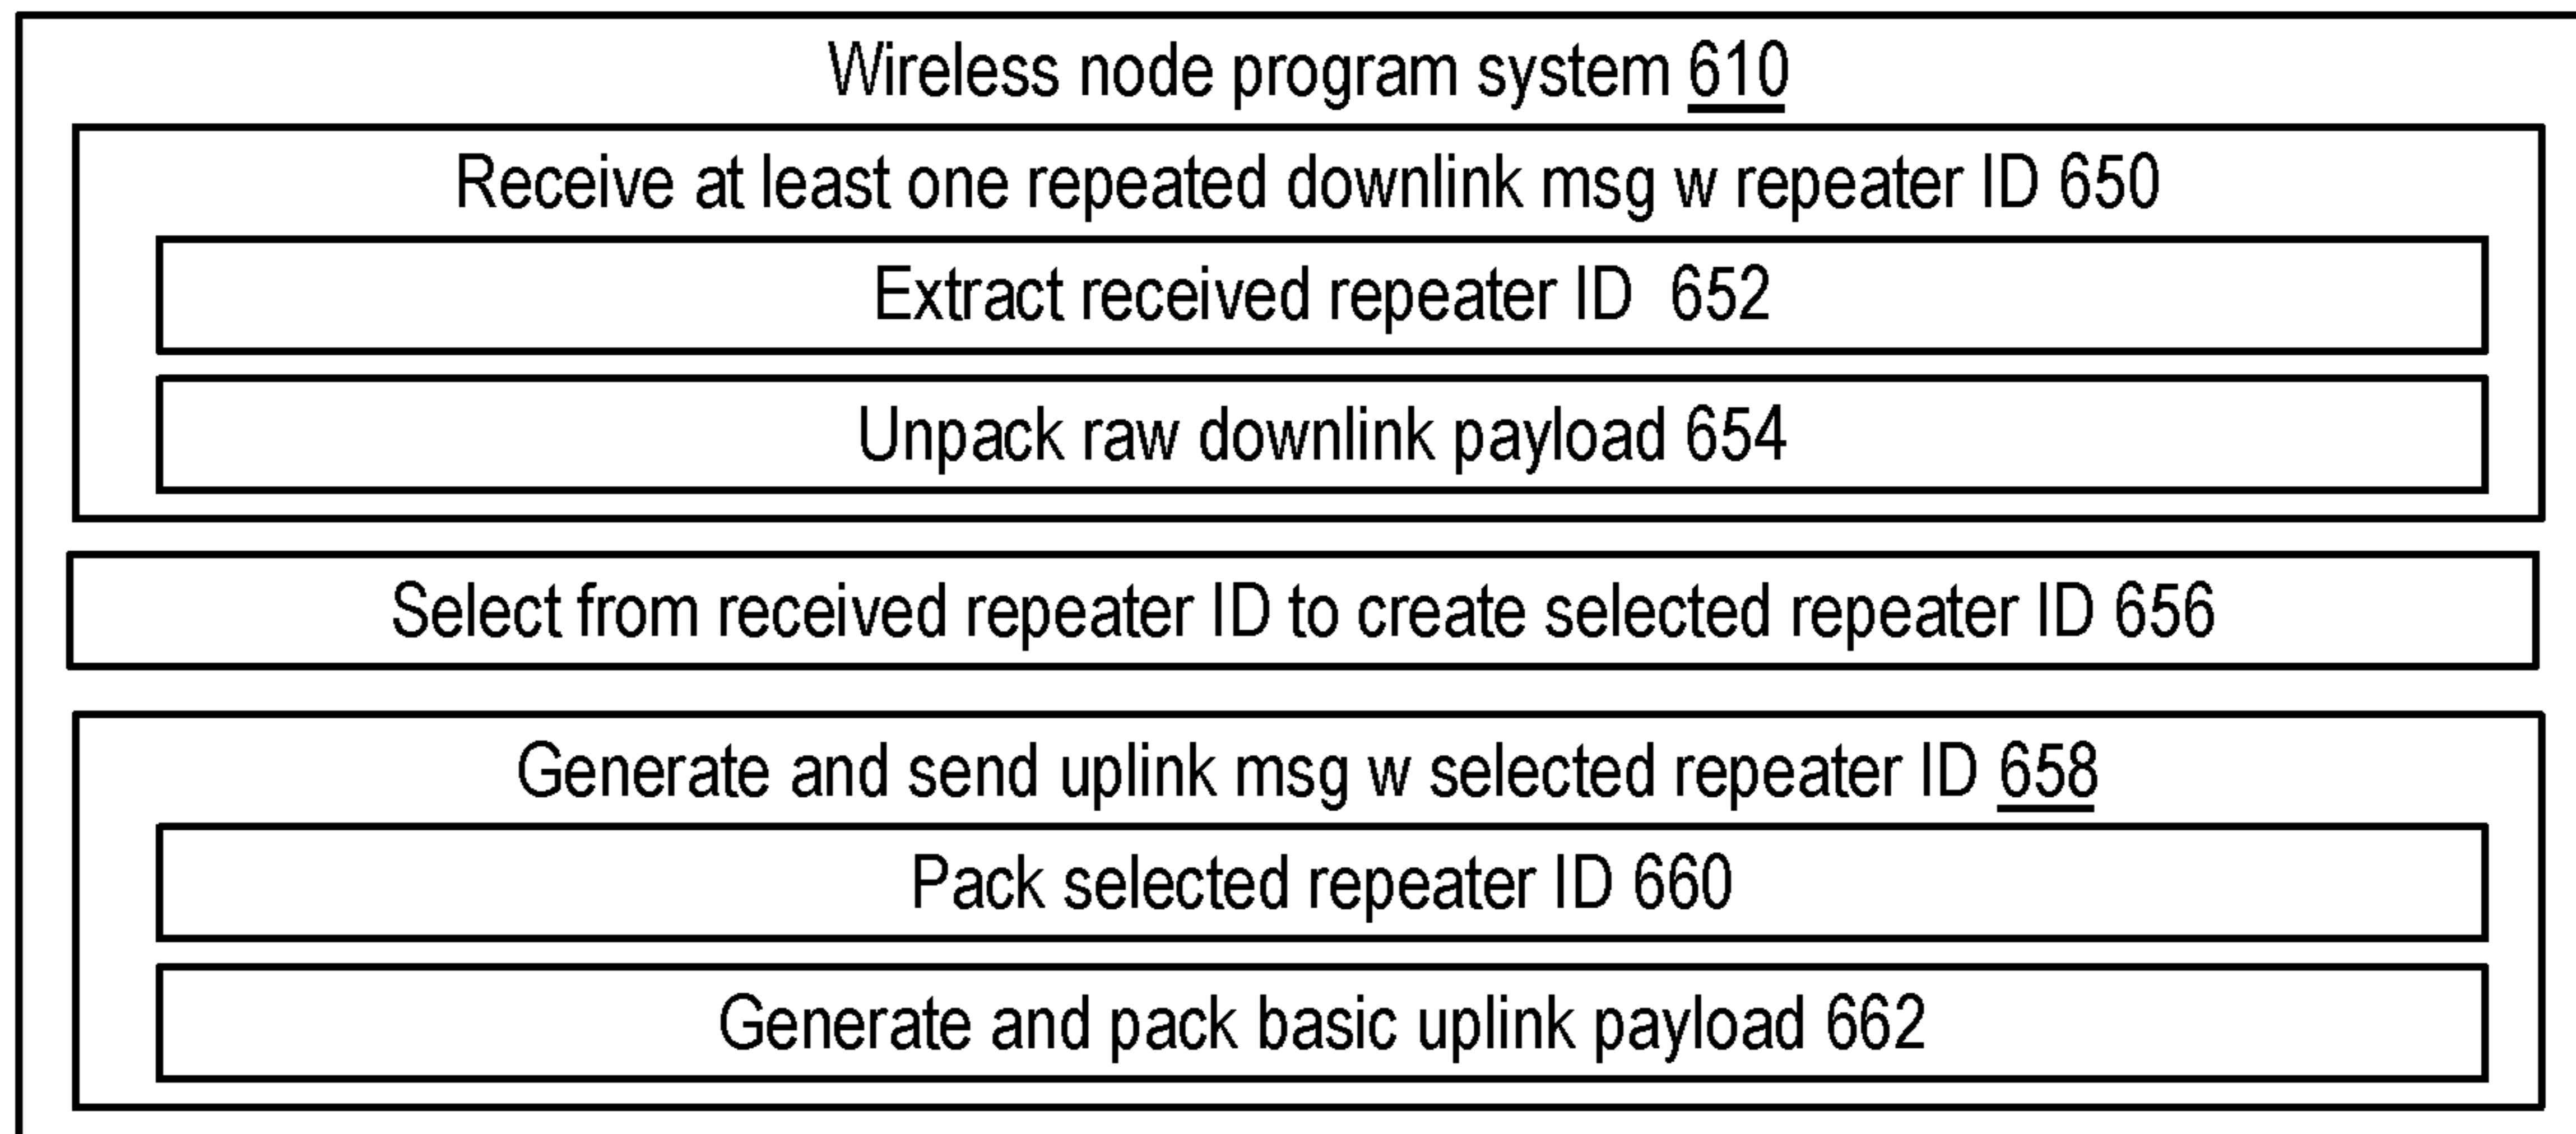 Wireless node program system 610
Receive at least one repeated downlink msg w repeater ID 650
Extract received repeater ID 652
Unpack raw downlink payload 654
Select from received repeater ID to create selected repeater ID 656
Generate and send uplink msg w selected repeater ID 658
Pack selected repeater ID 660
Generate and pack basic uplink payload 662